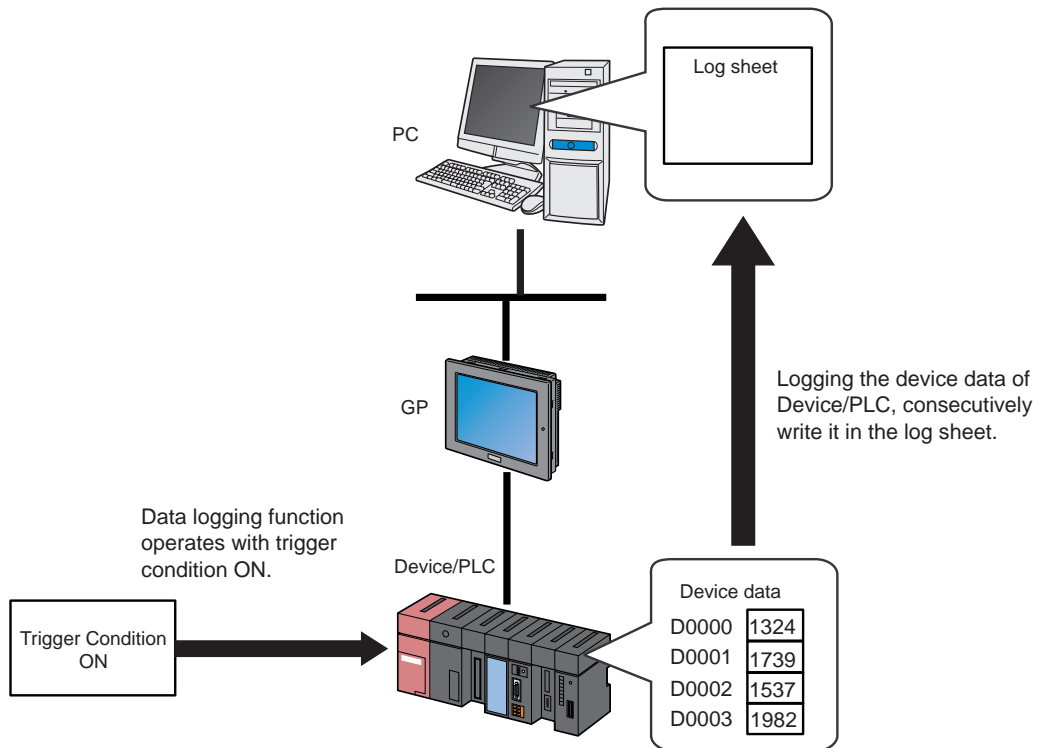 Log sheet
PC
GP
Logging the device data of
Device/PLC, consecutively
write it in the log sheet.
Data logging function
operates with trigger
condition ON.
Device/PLC
Trigger Condition
ON
Device data
D0000 1324
D0001 1739
D0002 1537
D0003 1982